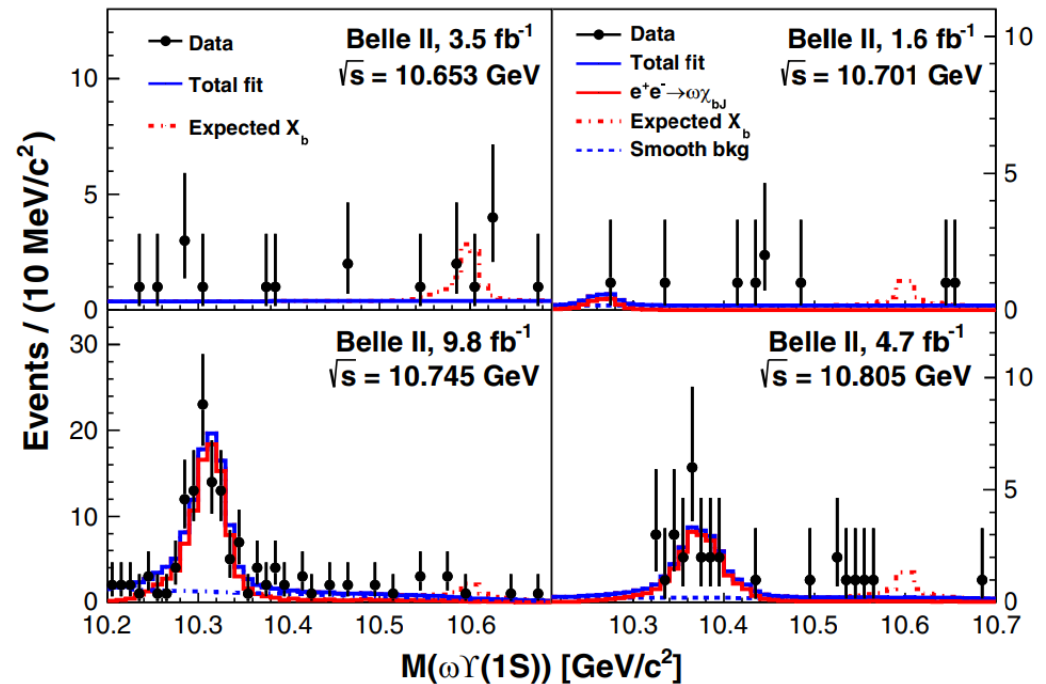 Data
Total fit
Expected X_b
Belle II, 3.5 fb⁻¹
√s = 10.653 GeV
Data
Total fit
e⁺e⁻→ωχ_bJ
Expected X_b
Smooth bkg
Belle II, 1.6 fb⁻¹
√s = 10.701 GeV
10
5
0
10
5
0
Belle II, 9.8 fb⁻¹
√s = 10.745 GeV
Belle II, 4.7 fb⁻¹
√s = 10.805 GeV
30
20
10
0
10
5
0
10.2 10.3 10.4 10.5 10.6 10.3 10.4 10.5 10.6 10.7
Events / (10 MeV/c²)
M(ωϒ(1S)) [GeV/c²]